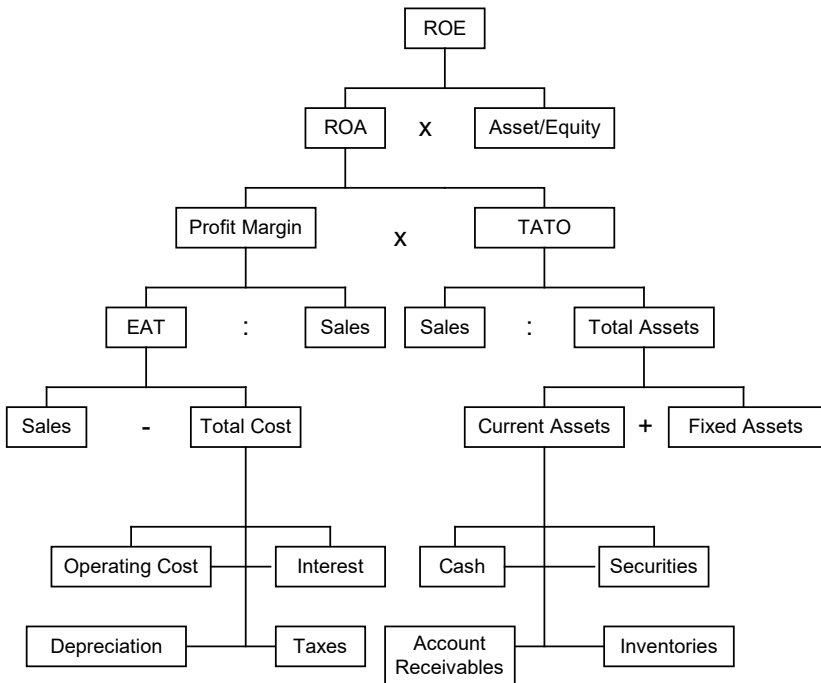 ROE
ROA x Asset/Equity
Profit Margin x TATO
EAT : Sales Sales : Total Assets
Sales - Total Cost Current Assets + Fixed Assets
Operating Cost Interest Cash Securities
Depreciation Taxes Account Receivables Inventories